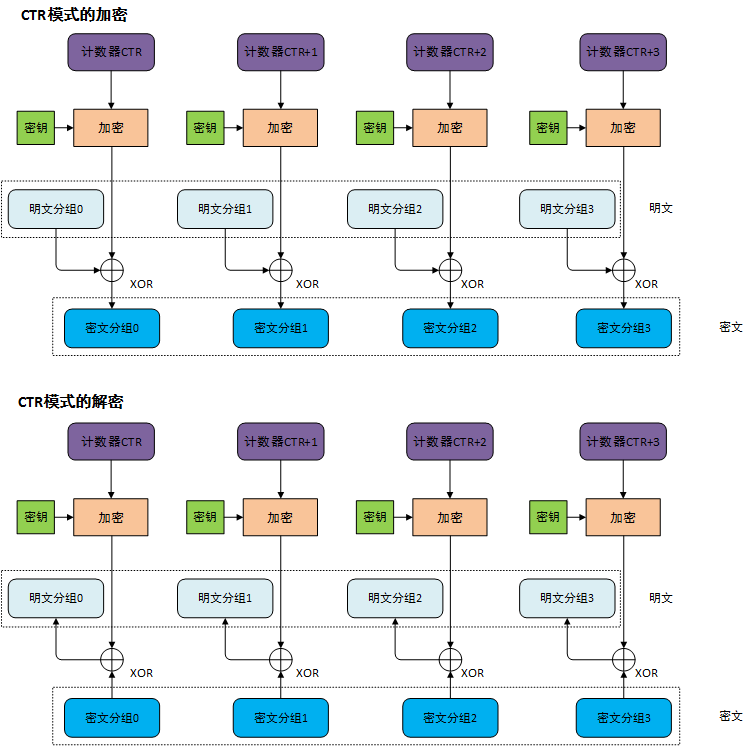 CTR模式的加密
计数器CTR 计数器CTR+1 计数器CTR+2 计数器CTR+3
密钥 加密 密钥 加密 密钥 加密 密钥 加密
明文分组0 明文分组1 明文分组2 明文分组3 明文
XOR XOR XOR XOR
密文分组0 密文分组1 密文分组2 密文分组3 密文
CTR模式的解密
计数器CTR 计数器CTR+1 计数器CTR+2 计数器CTR+3
密钥 加密 密钥 加密 密钥 加密 密钥 加密
明文分组0 明文分组1 明文分组2 明文分组3 明文
XOR XOR XOR XOR
密文分组0 密文分组1 密文分组2 密文分组3 密文